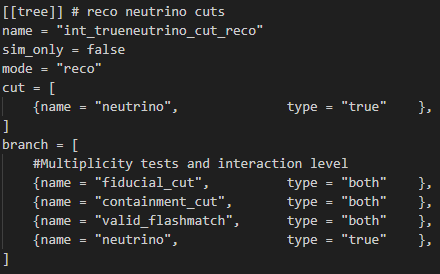 [[tree]] # reco neutrino cuts
name = "int_trueneutrino_cut_reco"
sim_only = false
mode = "reco"
cut = [
    {name = "neutrino",              type = "true"    },
]
branch = [
    #Multiplicity tests and interaction level
    {name = "fiducial_cut",          type = "both"    },
    {name = "containment_cut",       type = "both"    },
    {name = "valid_flashmatch",      type = "both"    },
    {name = "neutrino",              type = "true"    },
]